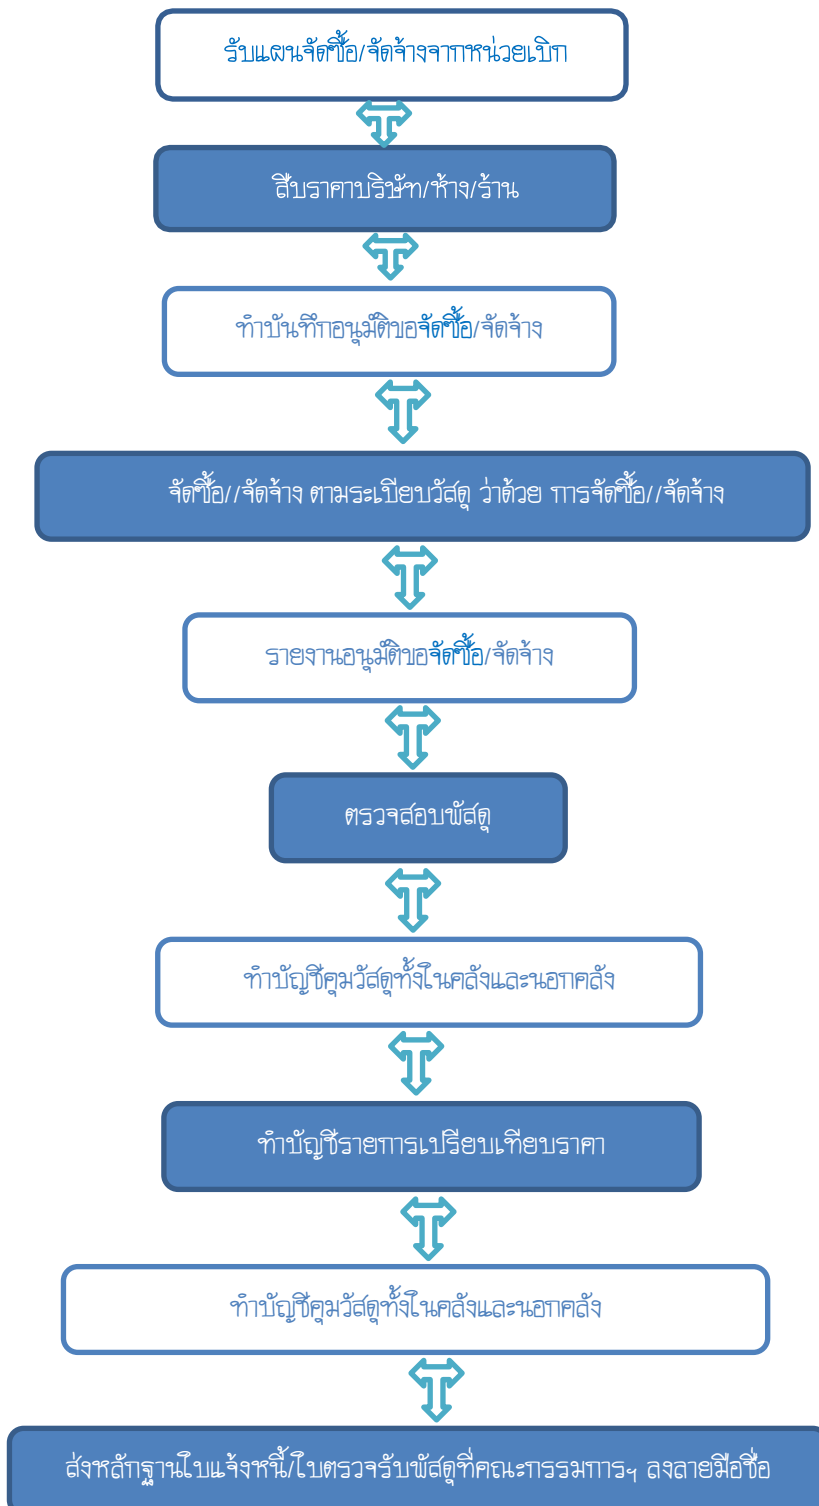 รับแผนจัดซื้อ/จัดจ้างจากหน่วยเบิก
สืบราคาบริษัท/ห้าง/ร้าน
ทำบันทึกอนุมัติขอจัดซื้อ/จัดจ้าง
จัดซื้อ//จัดจ้าง ตามระเบียบวัสดุ ว่าด้วย การจัดซื้อ//จัดจ้าง
รายงานอนุมัติขอจัดซื้อ/จัดจ้าง
ตรวจสอบพัสดุ
ทำบัญชีคุมวัสดุทั้งในคลังและนอกคลัง
ทำบัญชีรายการเปรียบเทียบราคา
ทำบัญชีคุมวัสดุทั้งในคลังและนอกคลัง
ส่งหลักฐานใบแจ้งหนี้/ใบตรวจรับพัสดุที่คณะกรรมการฯ ลงลายมือชื่อ